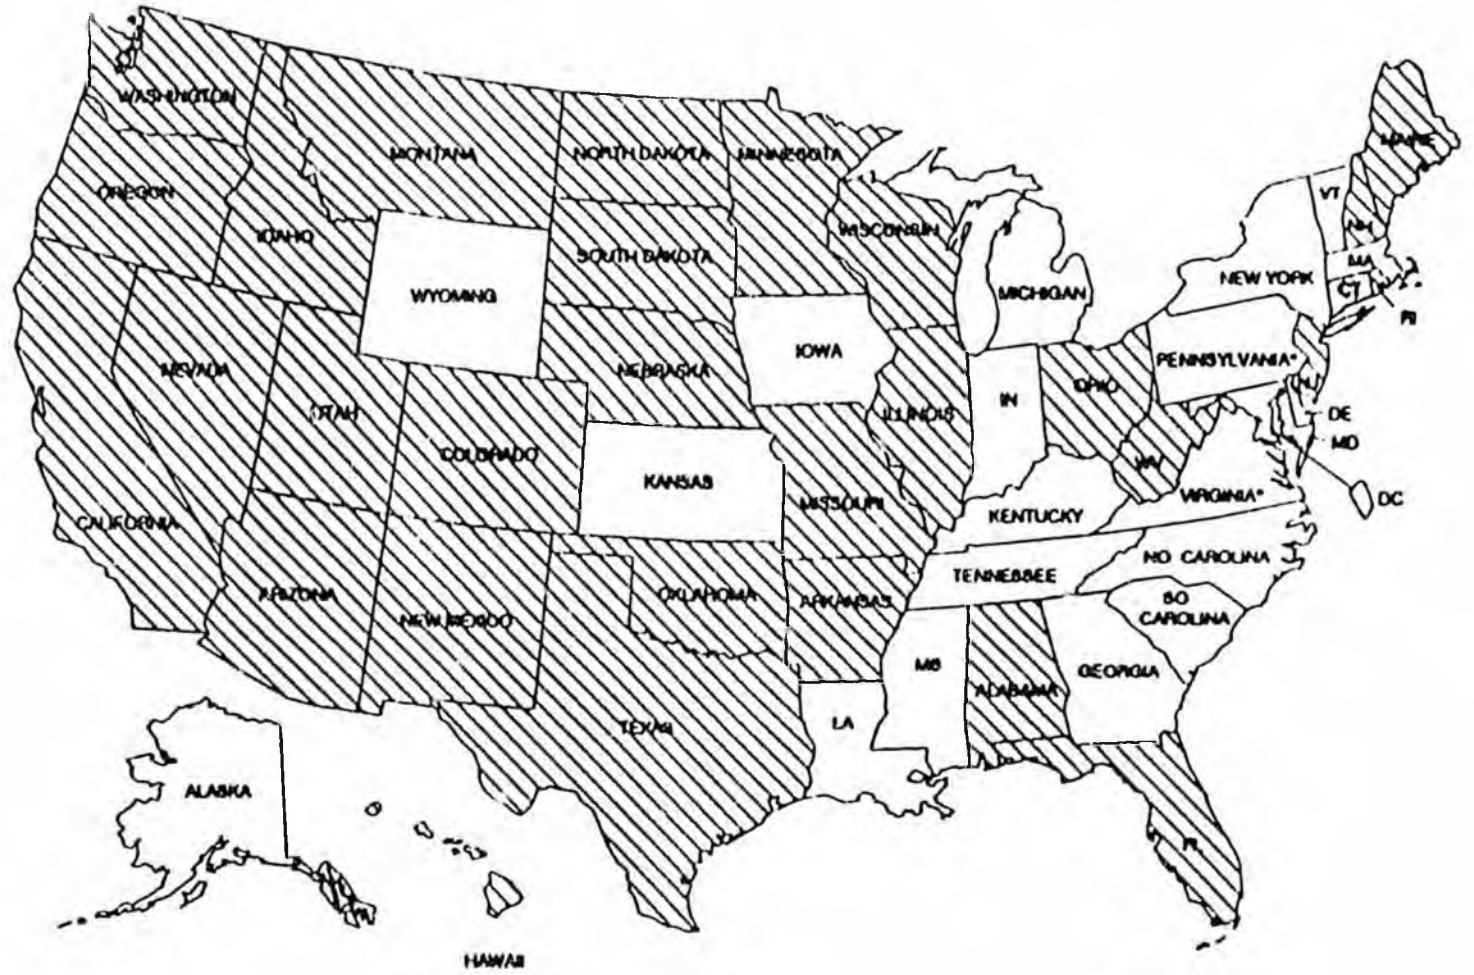 WASHINGTON
MONTANA
NORTH DAKOTA
MINNESOTA
MAINE
OREGON
IDAHO
WISCONSIN
VT
NH
SOUTH DAKOTA
MA
NEW YORK
CT
WYOMING
MICHIGAN
RI
IOWA
NEVADA
NEBRASKA
PENNSYLVANIA*
OHIO
NJ
UTAH
ILLINOIS
IN
DE
MD
COLORADO
KANSAS
WV
MISSOURI
VIRGINIA*
DC
CALIFORNIA
KENTUCKY
NO CAROLINA
TENNESSEE
ARIZONA
OKLAHOMA
ARKANSAS
SO
CAROLINA
NEW MEXICO
MS
GEORGIA
ALABAMA
TEXAS
LA
ALASKA
FL
HAWAII